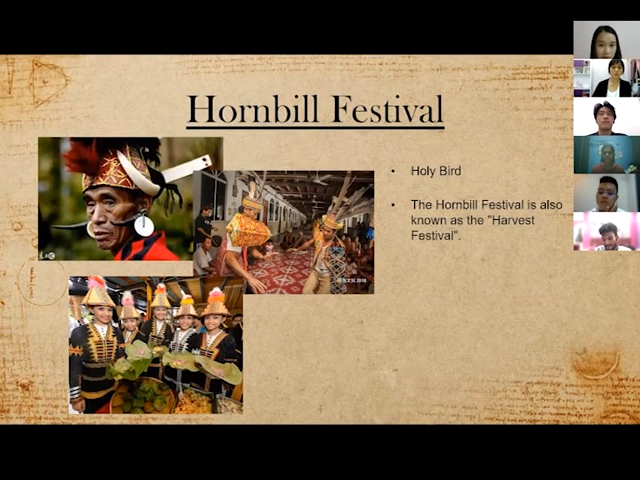 Hornbill Festival
Holy Bird
The Hornbill Festival is also
known as the "Harvest
Festival".